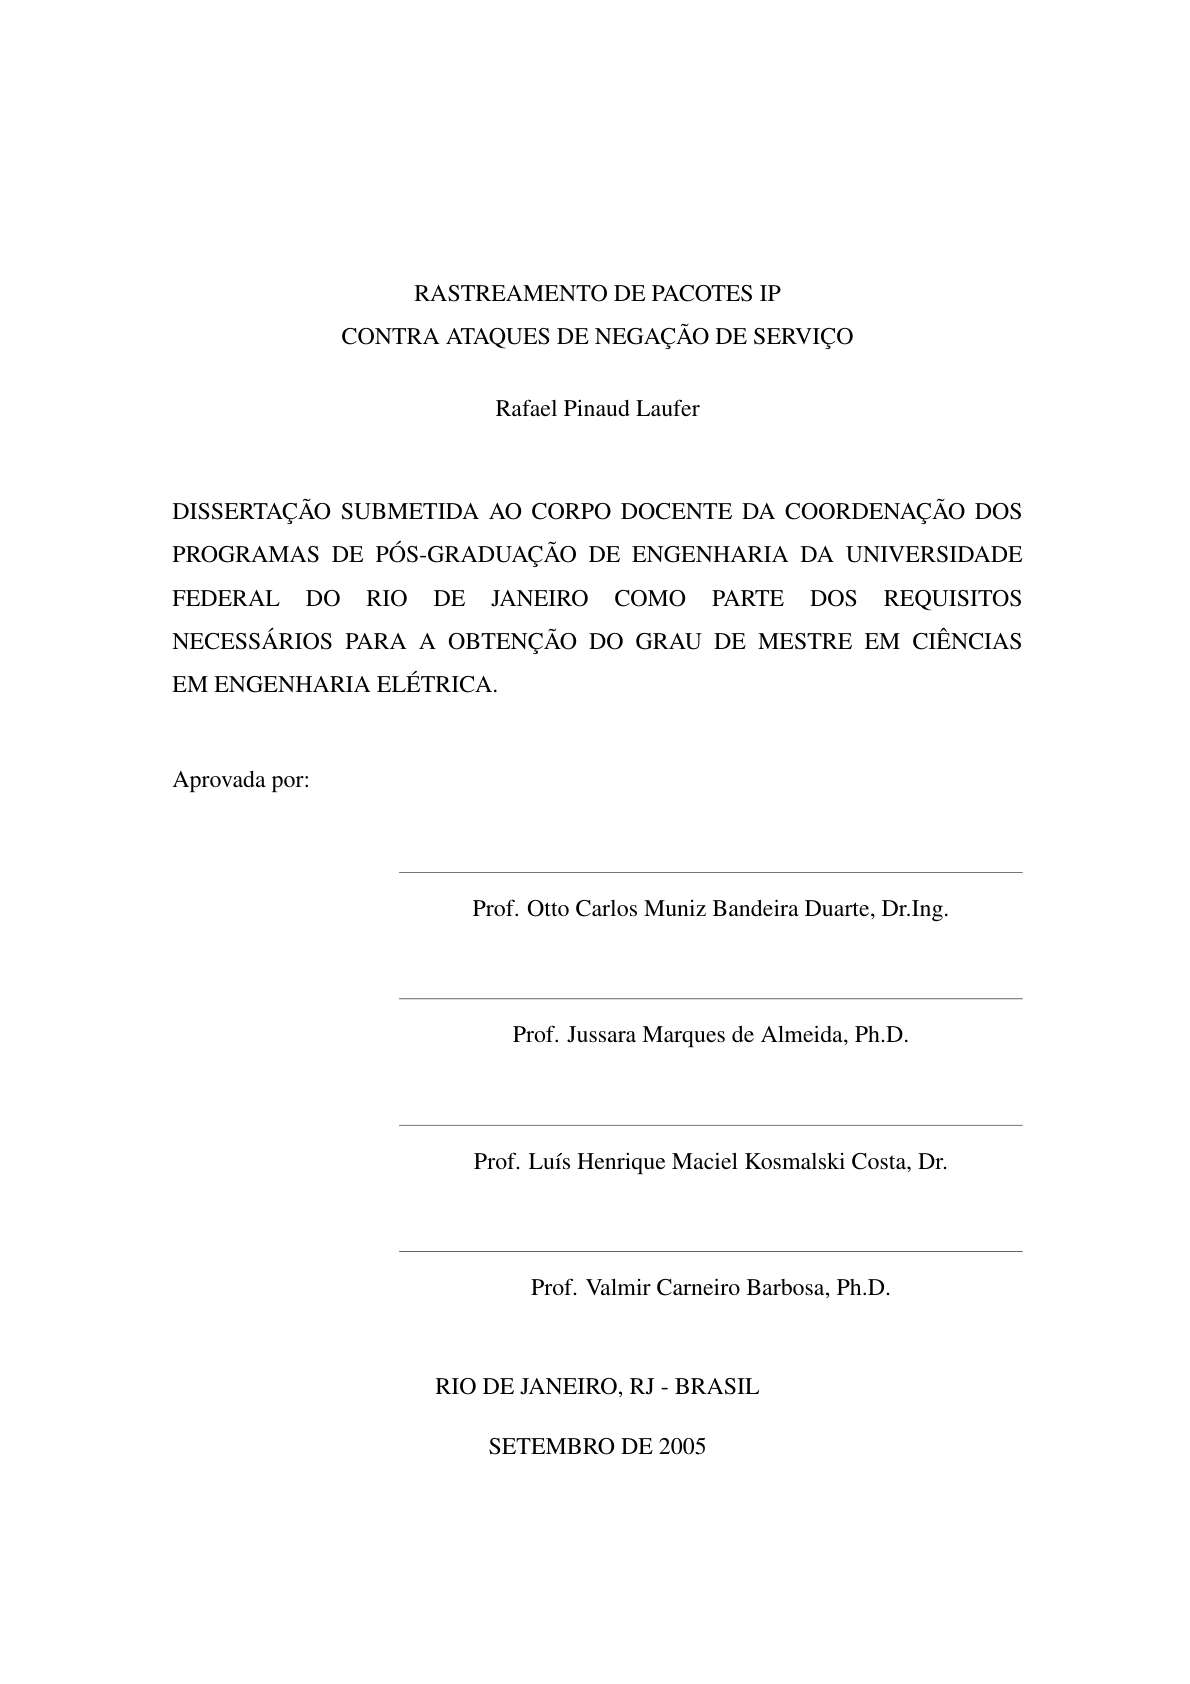 RASTREAMENTO DE PACOTES IP
CONTRA ATAQUES DE NEGAÇÃO DE SERVIÇO
Rafael Pinaud Laufer
DISSERTAÇÃO SUBMETIDA AO CORPO DOCENTE DA COORDENAÇÃO DOS
PROGRAMAS DE PÓS-GRADUAÇÃO DE ENGENHARIA DA UNIVERSIDADE
FEDERAL DO RIO DE JANEIRO COMO PARTE DOS REQUISITOS
NECESSÁRIOS PARA A OBTENÇÃO DO GRAU DE MESTRE EM CIÊNCIAS
EM ENGENHARIA ELÉTRICA.
Aprovada por:
Prof. Otto Carlos Muniz Bandeira Duarte, Dr.Ing.
Prof. Jussara Marques de Almeida, Ph.D.
Prof. Luís Henrique Maciel Kosmalski Costa, Dr.
Prof. Valmir Carneiro Barbosa, Ph.D.
RIO DE JANEIRO, RJ - BRASIL
SETEMBRO DE 2005